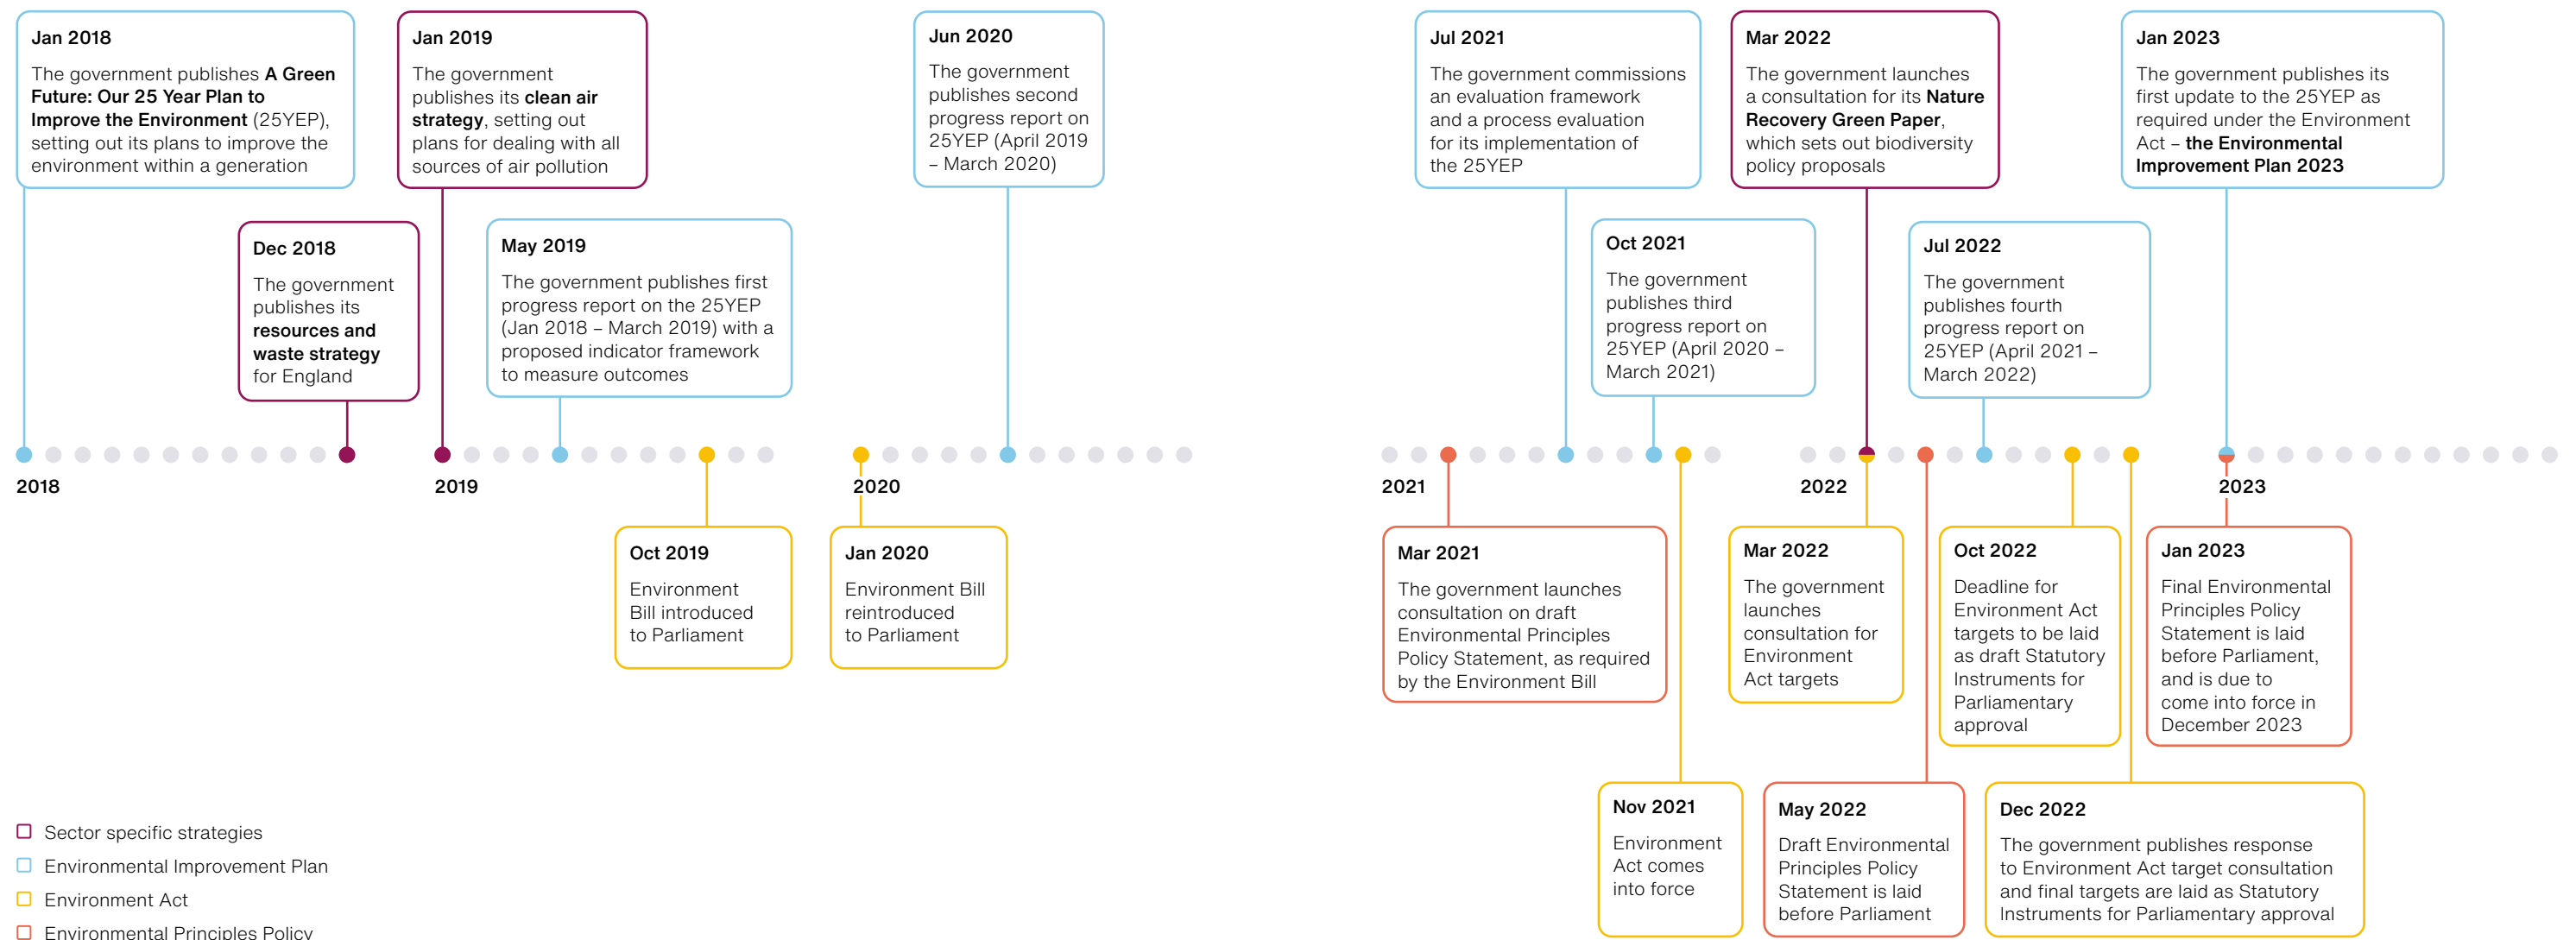 Jan 2018
The government publishes A Green
Future: Our 25 Year Plan to
Improve the Environment (25YEP),
setting out its plans to improve the
environment within a generation
Dec 2018
The government
publishes its
resources and
waste strategy
for England
Jan 2019
The government
publishes its clean air
strategy, setting out
plans for dealing with all
sources of air pollution
May 2019
The government publishes first
progress report on the 25YEP
(Jan 2018 – March 2019) with a
proposed indicator framework
to measure outcomes
Jun 2020
The government
publishes second
progress report on
25YEP (April 2019
– March 2020)
Jul 2021
The government commissions
an evaluation framework
and a process evaluation
for its implementation of
the 25YEP
Oct 2021
The government
publishes third
progress report on
25YEP (April 2020 –
March 2021)
Mar 2022
The government launches
a consultation for its Nature
Recovery Green Paper,
which sets out biodiversity
policy proposals
Jul 2022
The government
publishes fourth
progress report on
25YEP (April 2021 –
March 2022)
Jan 2023
The government publishes its
first update to the 25YEP as
required under the Environment
Act – the Environmental
Improvement Plan 2023
2018
2019
2020
2021
2022
2023
Oct 2019
Environment
Bill introduced
to Parliament
Jan 2020
Environment Bill
reintroduced
to Parliament
Mar 2021
The government launches
consultation on draft
Environmental Principles
Policy Statement, as required
by the Environment Bill
Nov 2021
Environment
Act comes
into force
Mar 2022
The government
launches
consultation for
Environment
Act targets
May 2022
Draft Environmental
Principles Policy
Statement is laid
before Parliament
Oct 2022
Deadline for
Environment Act
targets to be laid
as draft Statutory
Instruments for
Parliamentary
approval
Dec 2022
The government publishes response
to Environment Act target consultation
and final targets are laid as Statutory
Instruments for Parliamentary approval
Jan 2023
Final Environmental
Principles Policy
Statement is laid
before Parliament,
and is due to
come into force in
December 2023
Sector specific strategies
Environmental Improvement Plan
Environment Act
Environmental Principles Policy